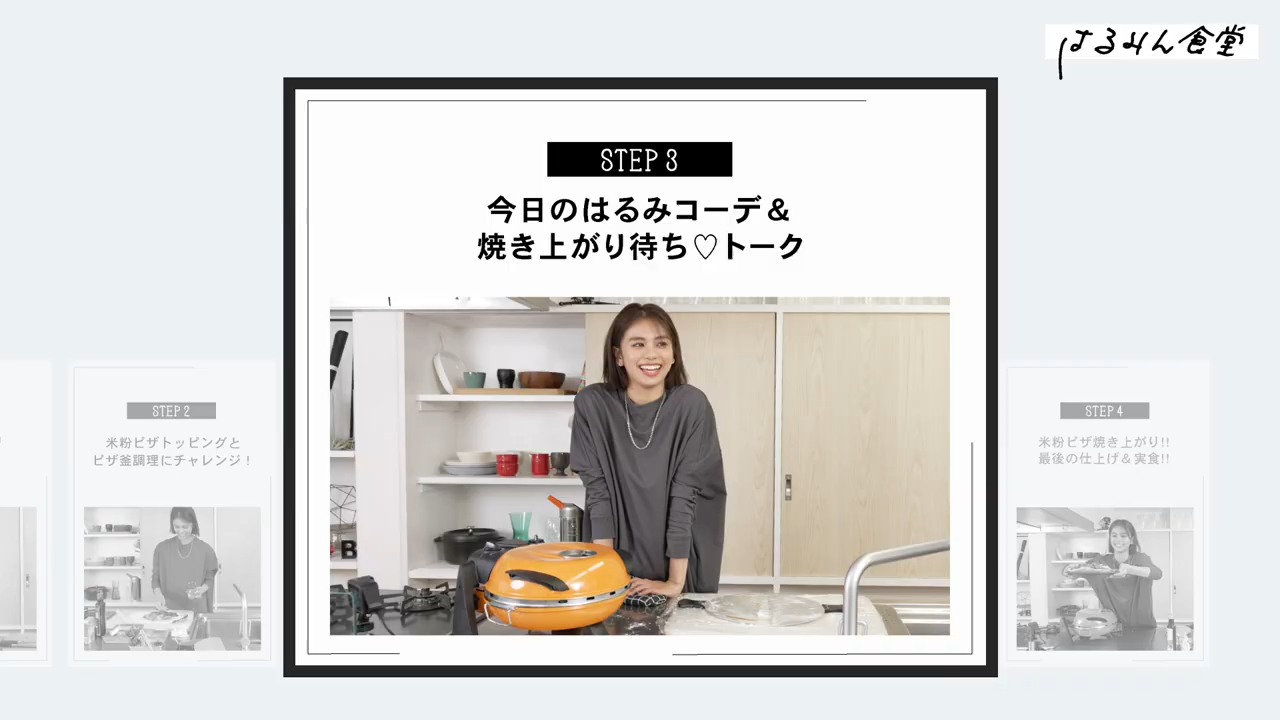 はるみん食堂
STEP 3
今日のはるみコーデ＆
焼き上がり待ち♡トーク
STEP 2
米粉ピザトッピングと
ピザ釜調理にチャレンジ！
STEP 4
米粉ピザ焼き上がり!!
最後の仕上げ＆実食!!
B